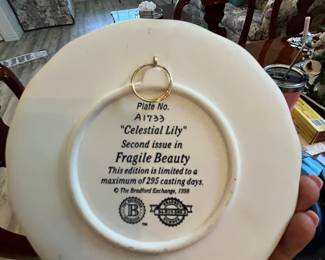 Plate No.
A1733
"Celestial Lily"
Second issue in
Fragile Beauty
This edition is limited to a
maximum of 295 casting days.
© The Bradford Exchange, 1998
B
TM